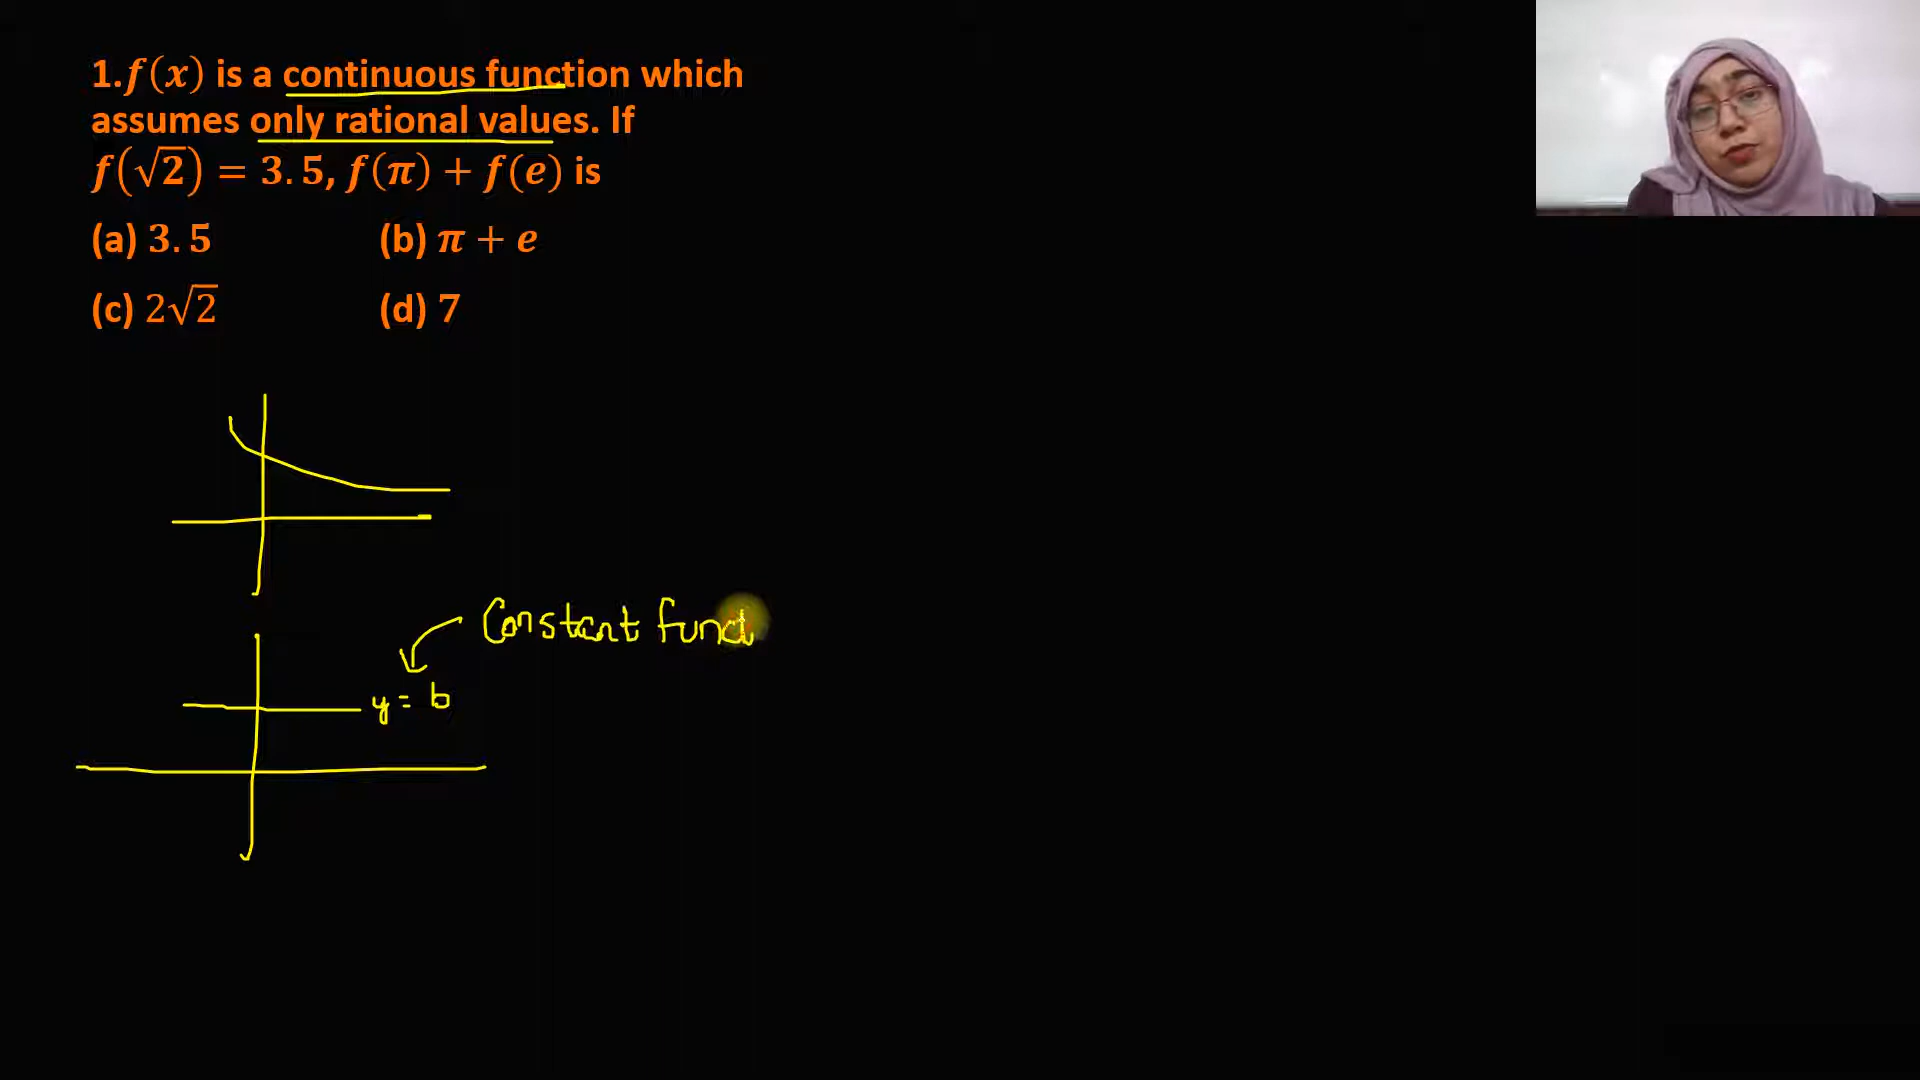 1.f(x) is a continuous function which
assumes only rational values. If
f(√2) = 3.5, f(π) + f(e) is
(a) 3.5 (b) π + e
(c) 2√2 (d) 7
Constant funct
y = b